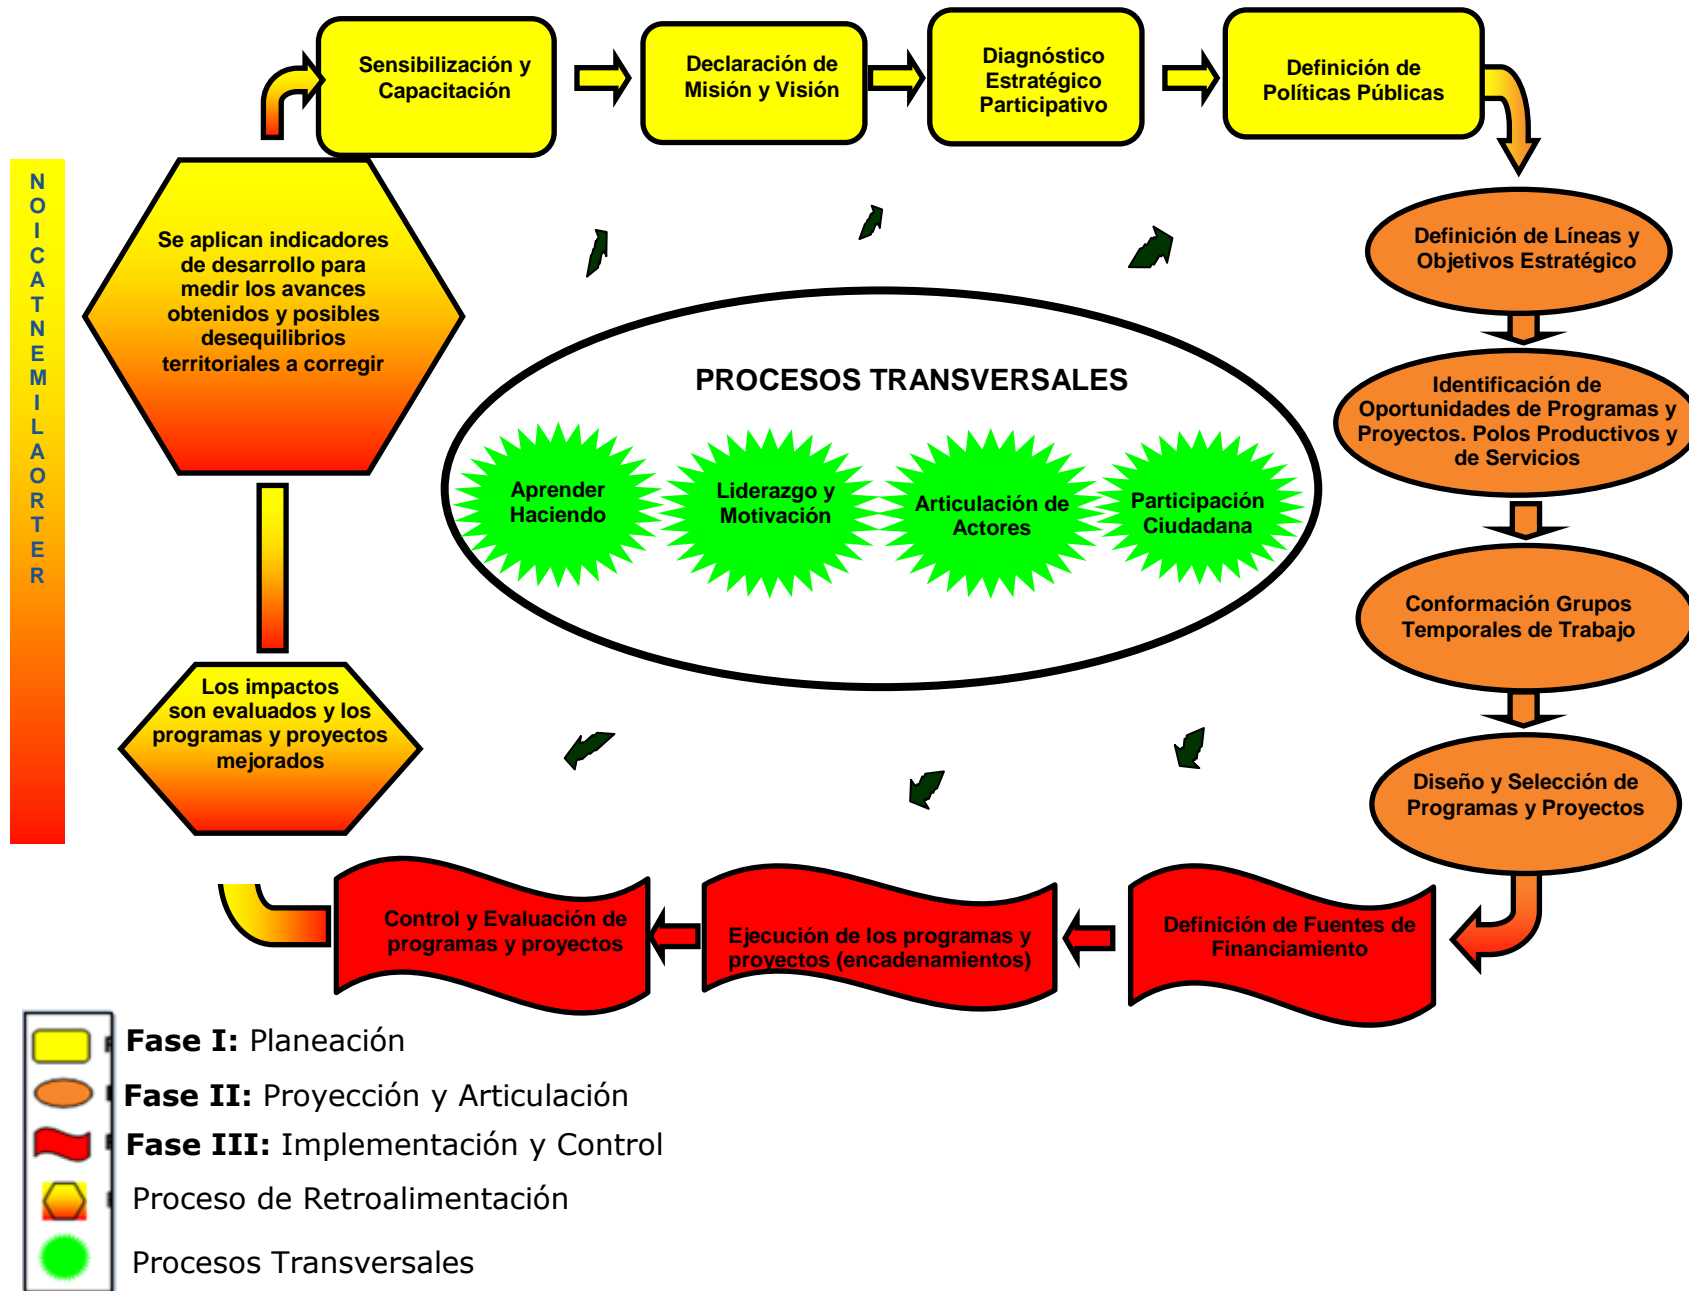 Sensibilización y
Capacitación
Declaración de
Misión y Visión
Diagnóstico
Estratégico
Participativo
Definición de
Políticas Públicas
N
O
I
C
A
T
N
E
M
I
L
A
O
R
T
E
R
Se aplican indicadores
de desarrollo para
medir los avances
obtenidos y posibles
desequilibrios
territoriales a corregir
Definición de Líneas y
Objetivos Estratégico
PROCESOS TRANSVERSALES
Aprender
Haciendo
Liderazgo y
Motivación
Articulación de
Actores
Participación
Ciudadana
Identificación de
Oportunidades de Programas y
Proyectos. Polos Productivos y
de Servicios
Conformación Grupos
Temporales de Trabajo
Los impactos
son evaluados y los
programas y proyectos
mejorados
Diseño y Selección de
Programas y Proyectos
Control y Evaluación de
programas y proyectos
Ejecución de los programas y
proyectos (encadenamientos)
Definición de Fuentes de
Financiamiento
Fase I: Planeación
Fase II: Proyección y Articulación
Fase III: Implementación y Control
Proceso de Retroalimentación
Procesos Transversales